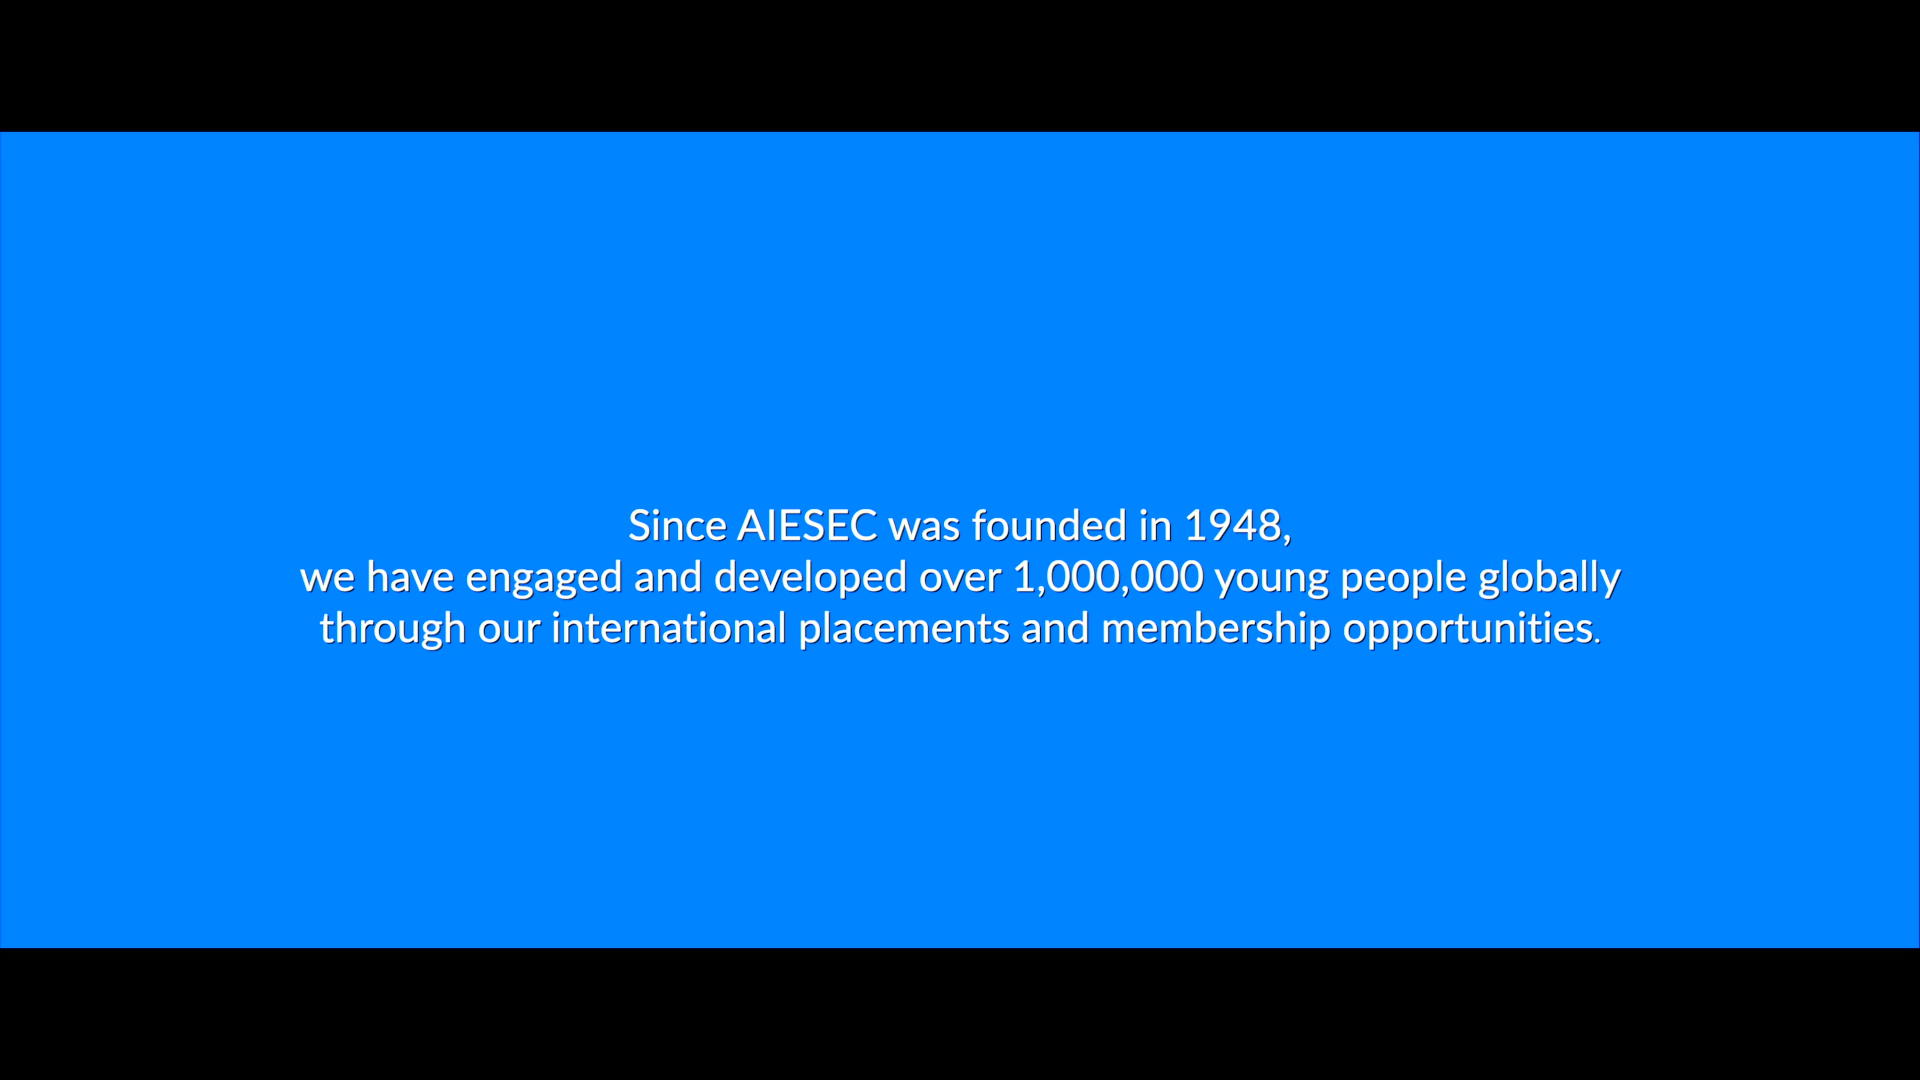 Since AIESEC was founded in 1948,
we have engaged and developed over 1,000,000 young people globally
through our international placements and membership opportunities.